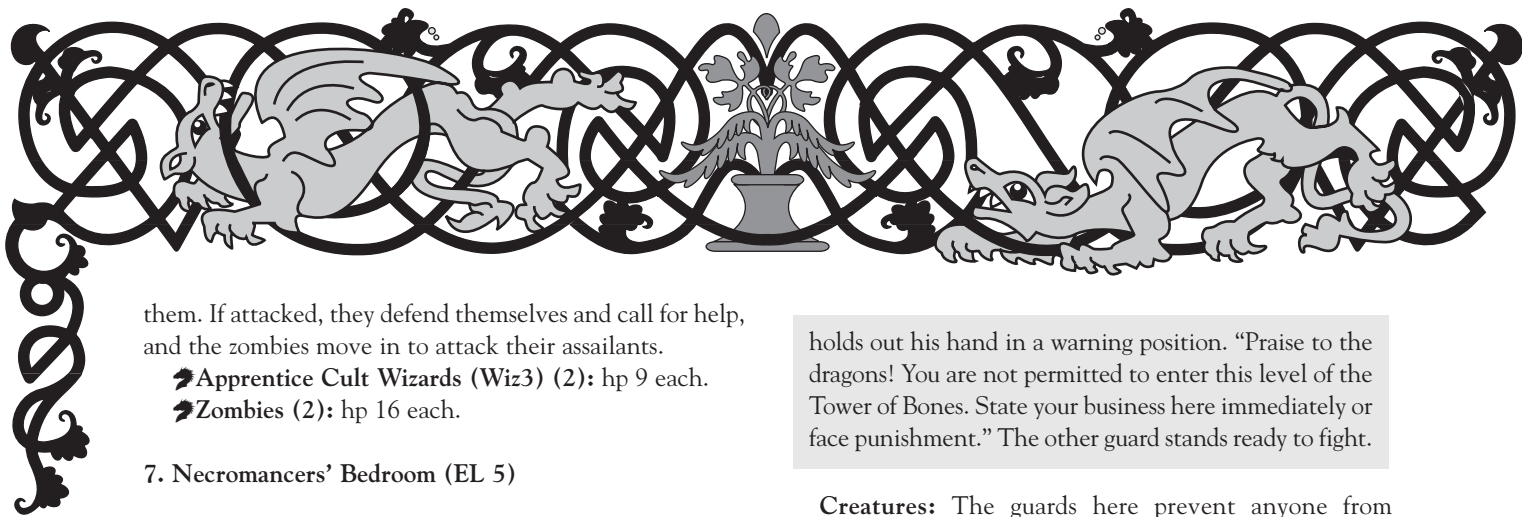 them. If attacked, they defend themselves and call for help,
and the zombies move in to attack their assailants.
Apprentice Cult Wizards (Wiz3) (2): hp 9 each.
Zombies (2): hp 16 each.
7. Necromancers’ Bedroom (EL 5)
holds out his hand in a warning position. “Praise to the
dragons! You are not permitted to enter this level of the
Tower of Bones. State your business here immediately or
face punishment.” The other guard stands ready to fight.
Creatures: The guards here prevent anyone from